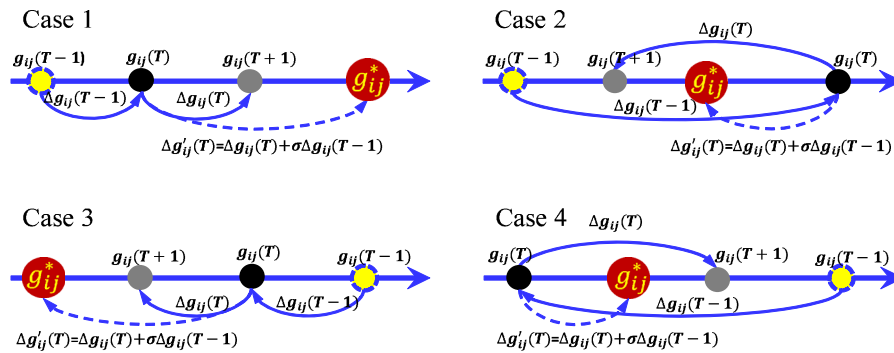 Case 1
g_ij(T−1) g_ij(T) g_ij(T+1) g*_ij
Δg_ij(T−1) Δg_ij(T)
Δg′_ij(T)=Δg_ij(T)+σΔg_ij(T−1)
Case 2
Δg_ij(T)
g_ij(T−1) g_ij(T+1) g*_ij g_ij(T)
Δg_ij(T−1)
Δg′_ij(T)=Δg_ij(T)+σΔg_ij(T−1)
Case 3
g*_ij g_ij(T+1) g_ij(T) g_ij(T−1)
Δg_ij(T) Δg_ij(T−1)
Δg′_ij(T)=Δg_ij(T)+σΔg_ij(T−1)
Case 4
Δg_ij(T)
g_ij(T) g*_ij g_ij(T+1) g_ij(T−1)
Δg_ij(T−1)
Δg′_ij(T)=Δg_ij(T)+σΔg_ij(T−1)